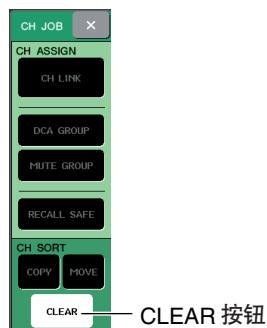 CH JOB ×
CH ASSIGN
CH LINK
DCA GROUP
MUTE GROUP
RECALL SAFE
CH SORT
COPY MOVE
CLEAR CLEAR 按钮